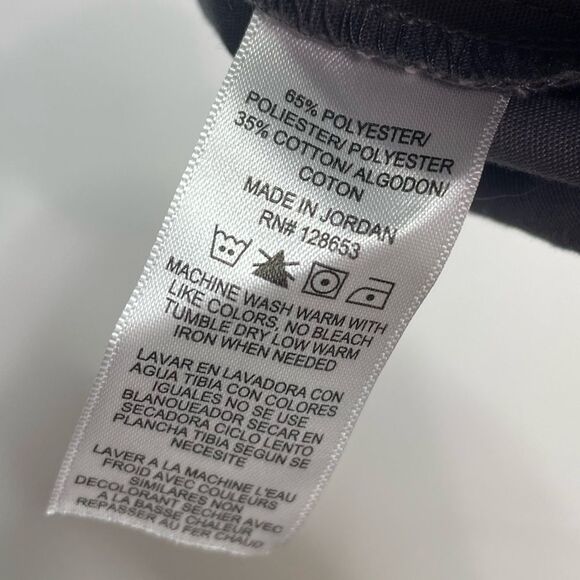 65% POLYESTER/
POLIESTER/ POLYESTER
35% COTTON/ ALGODON/
COTON
MADE IN JORDAN
RN# 128653
MACHINE WASH WARM WITH
LIKE COLORS, NO BLEACH
TUMBLE DRY LOW WARM
IRON WHEN NEEDED
LAVAR EN LAVADORA CON
AGUA TIBIA CON COLORES
IGUALES NO SE USE
BLANQUEADOR SECAR EN
SECADORA CICLO LENTO
PLANCHA TIBIA SEGUN SE
NECESITE
LAVER A LA MACHINE L'EAU
FROID AVEC COULEURS
SIMILARES NON
DECOLORANT SECHER AVEC
A LA BASSE CHALEUR
REPASSER AU FER CHAUD